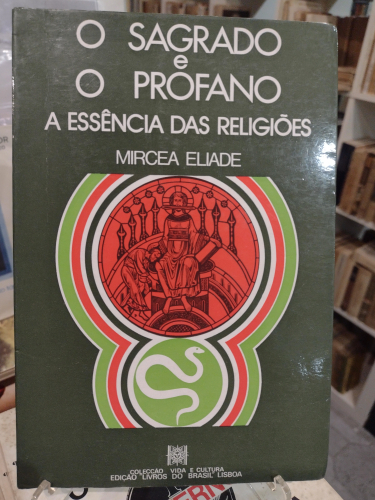 O SAGRADO
e
O PROFANO
A ESSÊNCIA DAS RELIGIÕES
MIRCEA ELIADE
COLECÇÃO VIDA E CULTURA
EDIÇÃO "LIVROS DO BRASIL" LISBOA